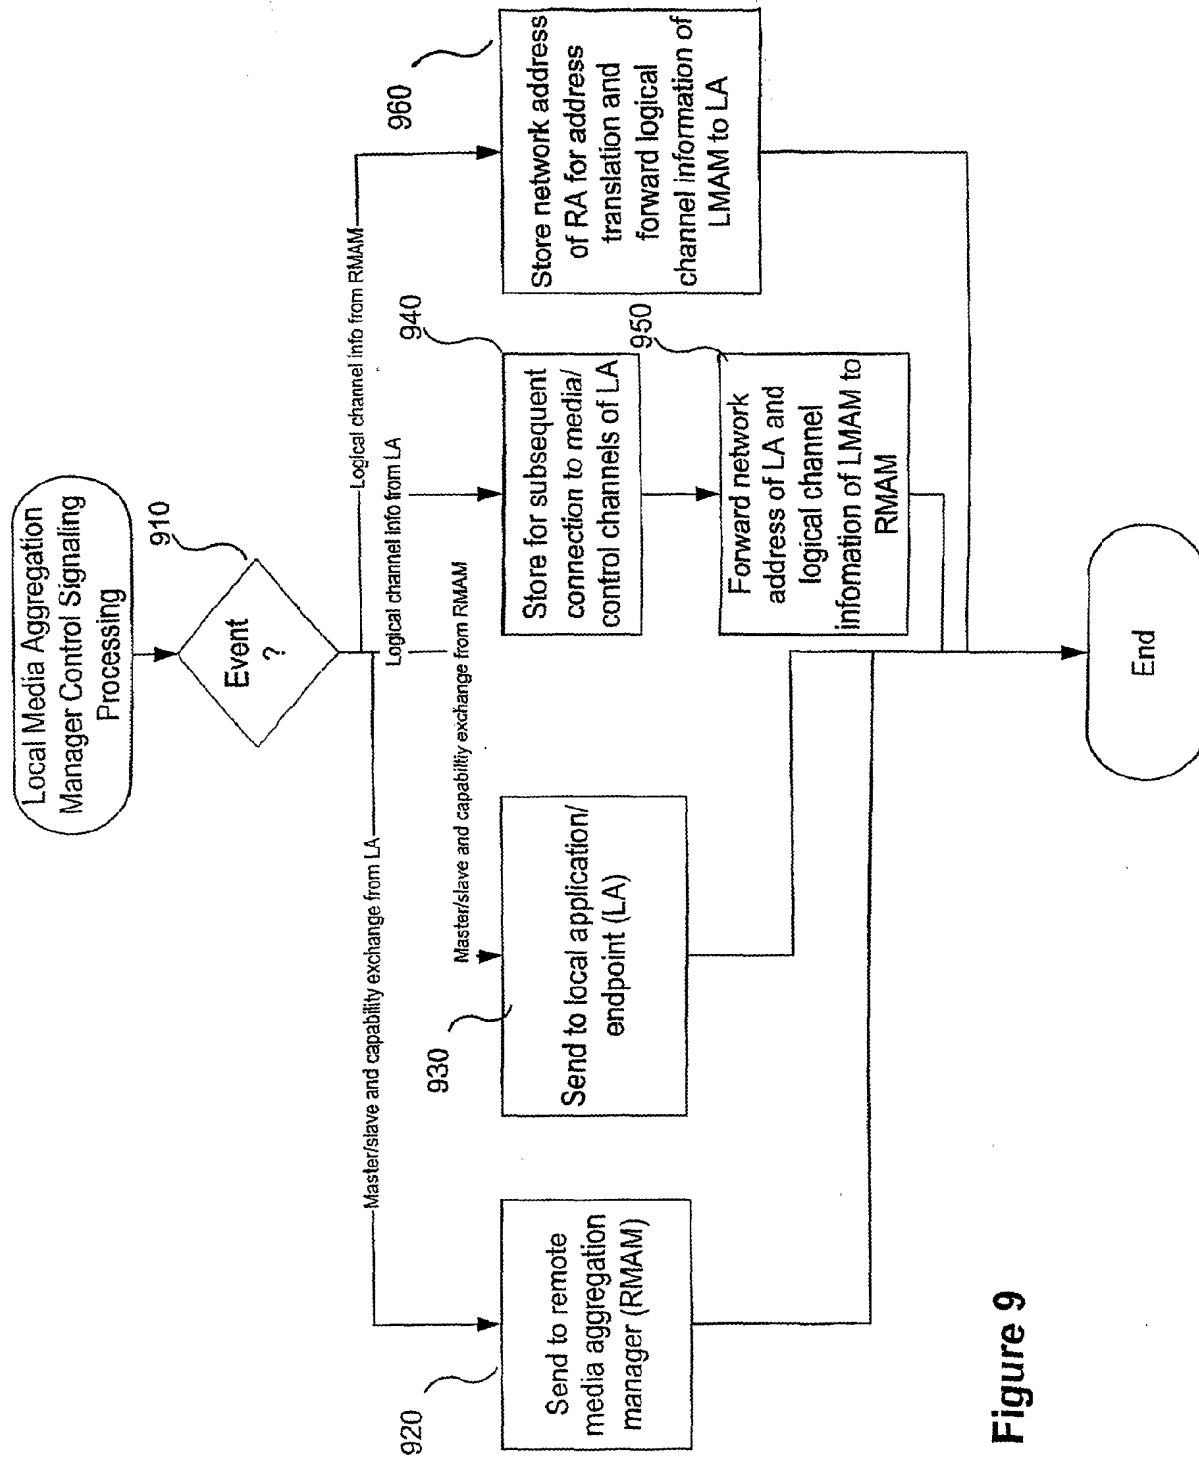 Local Media Aggregation
Manager Control Signaling
Processing
910
Event
?
Master/slave and capability exchange from LA
Master/slave and capabiltiy exchange from RMAM
Logical channel info from LA
Logical channel info from RMAM
920
Send to remote
media aggregation
manager (RMAM)
930
Send to local application/
endpoint (LA)
940
Store for subsequent
connection to media/
control channels of LA
950
Forward network
address of LA and
logical channel
infomation of LMAM to
RMAM
960
Store network address
of RA for address
translation and
forward logical
channel information of
LMAM to LA
End
Figure 9